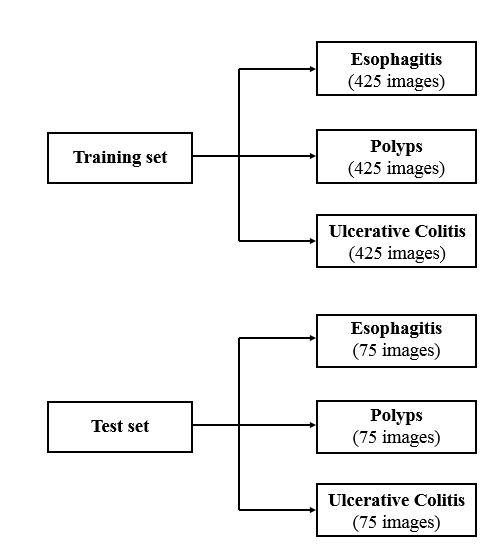 Esophagitis
(425 images)
Training set
Polyps
(425 images)
Ulcerative Colitis
(425 images)
Esophagitis
(75 images)
Test set
Polyps
(75 images)
Ulcerative Colitis
(75 images)